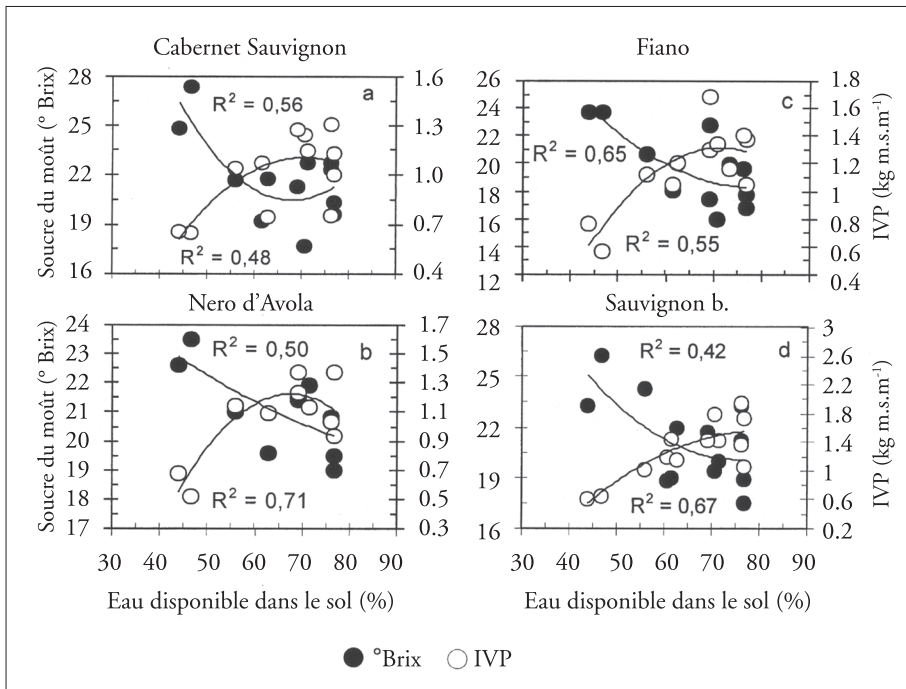 Cabernet Sauvignon
Soucre du moût (° Brix)
28
25
22
19
16
R² = 0,56
a
R² = 0,48
1.6
1.3
1.0
0.7
0.4
Fiano
26
24
22
20
18
16
14
12
c
R² = 0,65
R² = 0,55
1.8
1.6
1.4
1.2
1
0.8
0.6
0.4
IVP (kg m.s.m⁻¹)
Nero d'Avola
Soucre du moût (° Brix)
24
23
22
21
20
19
18
17
R² = 0,50
b
R² = 0,71
1.7
1.5
1.3
1.1
0.9
0.7
0.5
0.3
30 40 50 60 70 80 90
Eau disponible dans le sol (%)
Sauvignon b.
28
25
22
19
16
R² = 0,42
d
R² = 0,67
3
2.6
2.2
1.8
1.4
1
0.6
0.2
IVP (kg m.s.m⁻¹)
30 40 50 60 70 80 90
Eau disponible dans le sol (%)
°Brix IVP